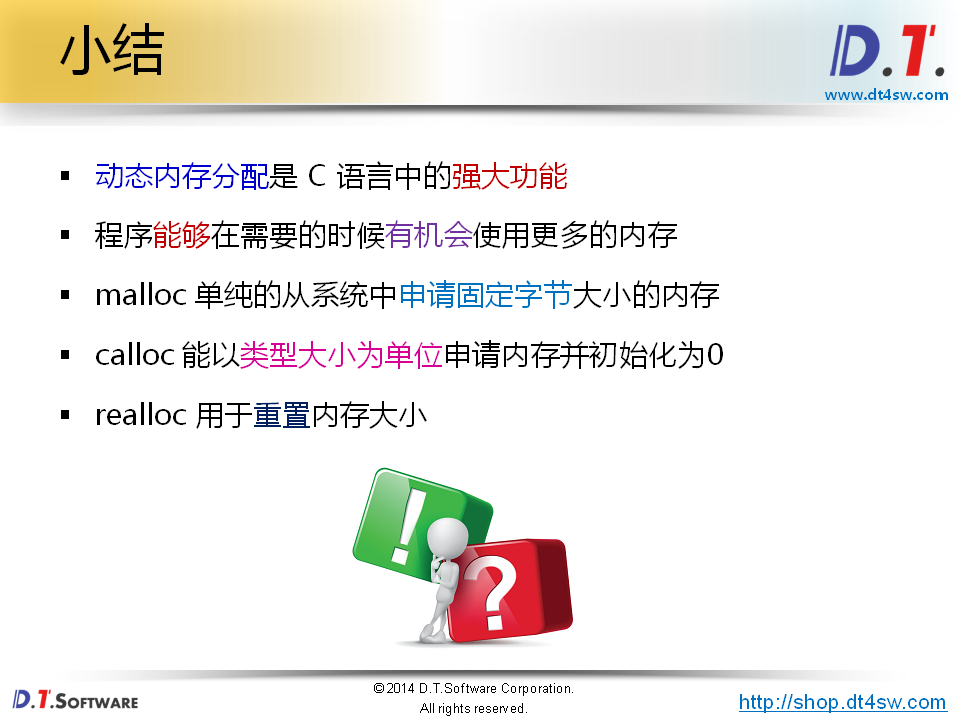 小结
D.T.
www.dt4sw.com
▪ 动态内存分配是 C 语言中的强大功能
▪ 程序能够在需要的时候有机会使用更多的内存
▪ malloc 单纯的从系统中申请固定字节大小的内存
▪ calloc 能以类型大小为单位申请内存并初始化为0
▪ realloc 用于重置内存大小
!
?
D.T.SOFTWARE
©2014 D.T.Software Corporation.
All rights reserved.
http://shop.dt4sw.com